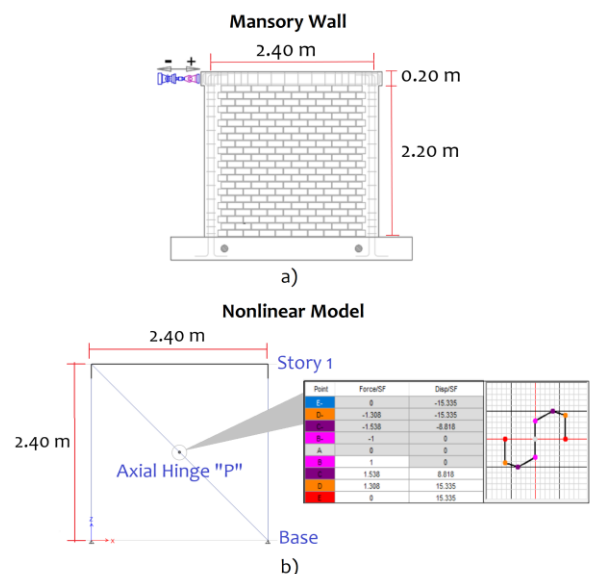 Mansory Wall
2.40 m
- +
0.20 m
2.20 m
a)
Nonlinear Model
2.40 m
Story 1
2.40 m
Axial Hinge "P"
Point Force/SF Disp/SF
E- 0 -15.335
D- -1.308 -15.335
C- -1.538 -8.818
B- -1 0
A 0 0
B 1 0
C 1.538 8.818
D 1.308 15.335
E 0 15.335
z
x
Base
b)